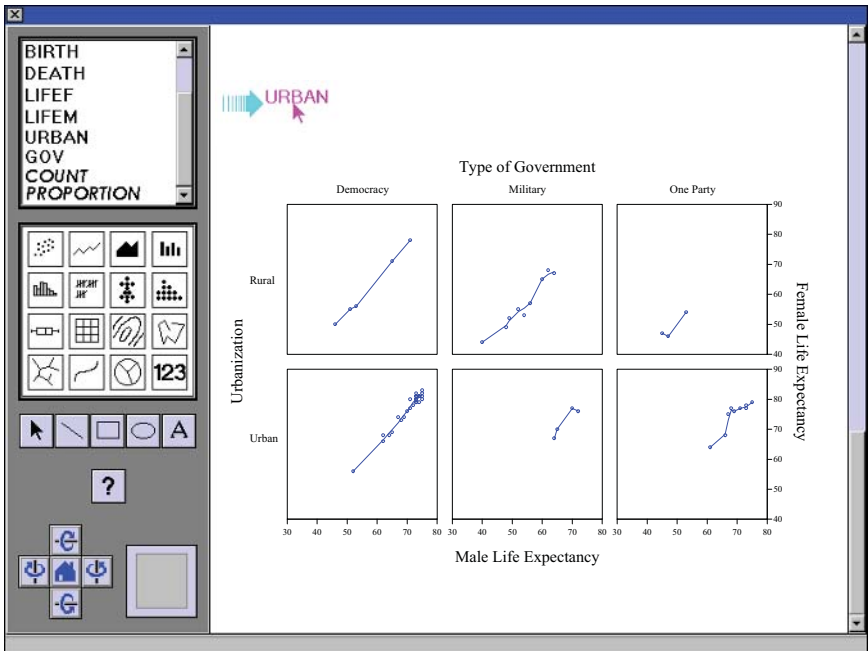 BIRTH
DEATH
LIFEF
LIFEM
URBAN
GOV
COUNT
PROPORTION
123
A
?
URBAN
Type of Government
Democracy
Military
One Party
Rural
Urban
Urbanization
90
80
70
60
50
40
90
80
70
60
50
40
Female Life Expectancy
30 40 50 60 70 80 30 40 50 60 70 80 30 40 50 60 70 80
Male Life Expectancy